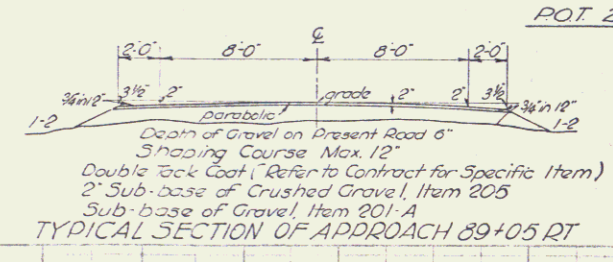 P.O.T. 2
℄
2'-0" 8'-0" 8'-0" 2'-0"
3/4" in 12" 3½" 2" grade 2" 2" 3½" 3/4" in 12"
parabolic
1-2 1-2
Depth of Gravel on Present Road 6"
Shaping Course Max. 12"
Double Tack Coat (Refer to Contract for Specific Item)
2" Sub-base of Crushed Gravel, Item 205
Sub-base of Gravel, Item 201-A
TYPICAL SECTION OF APPROACH 89+05 RT